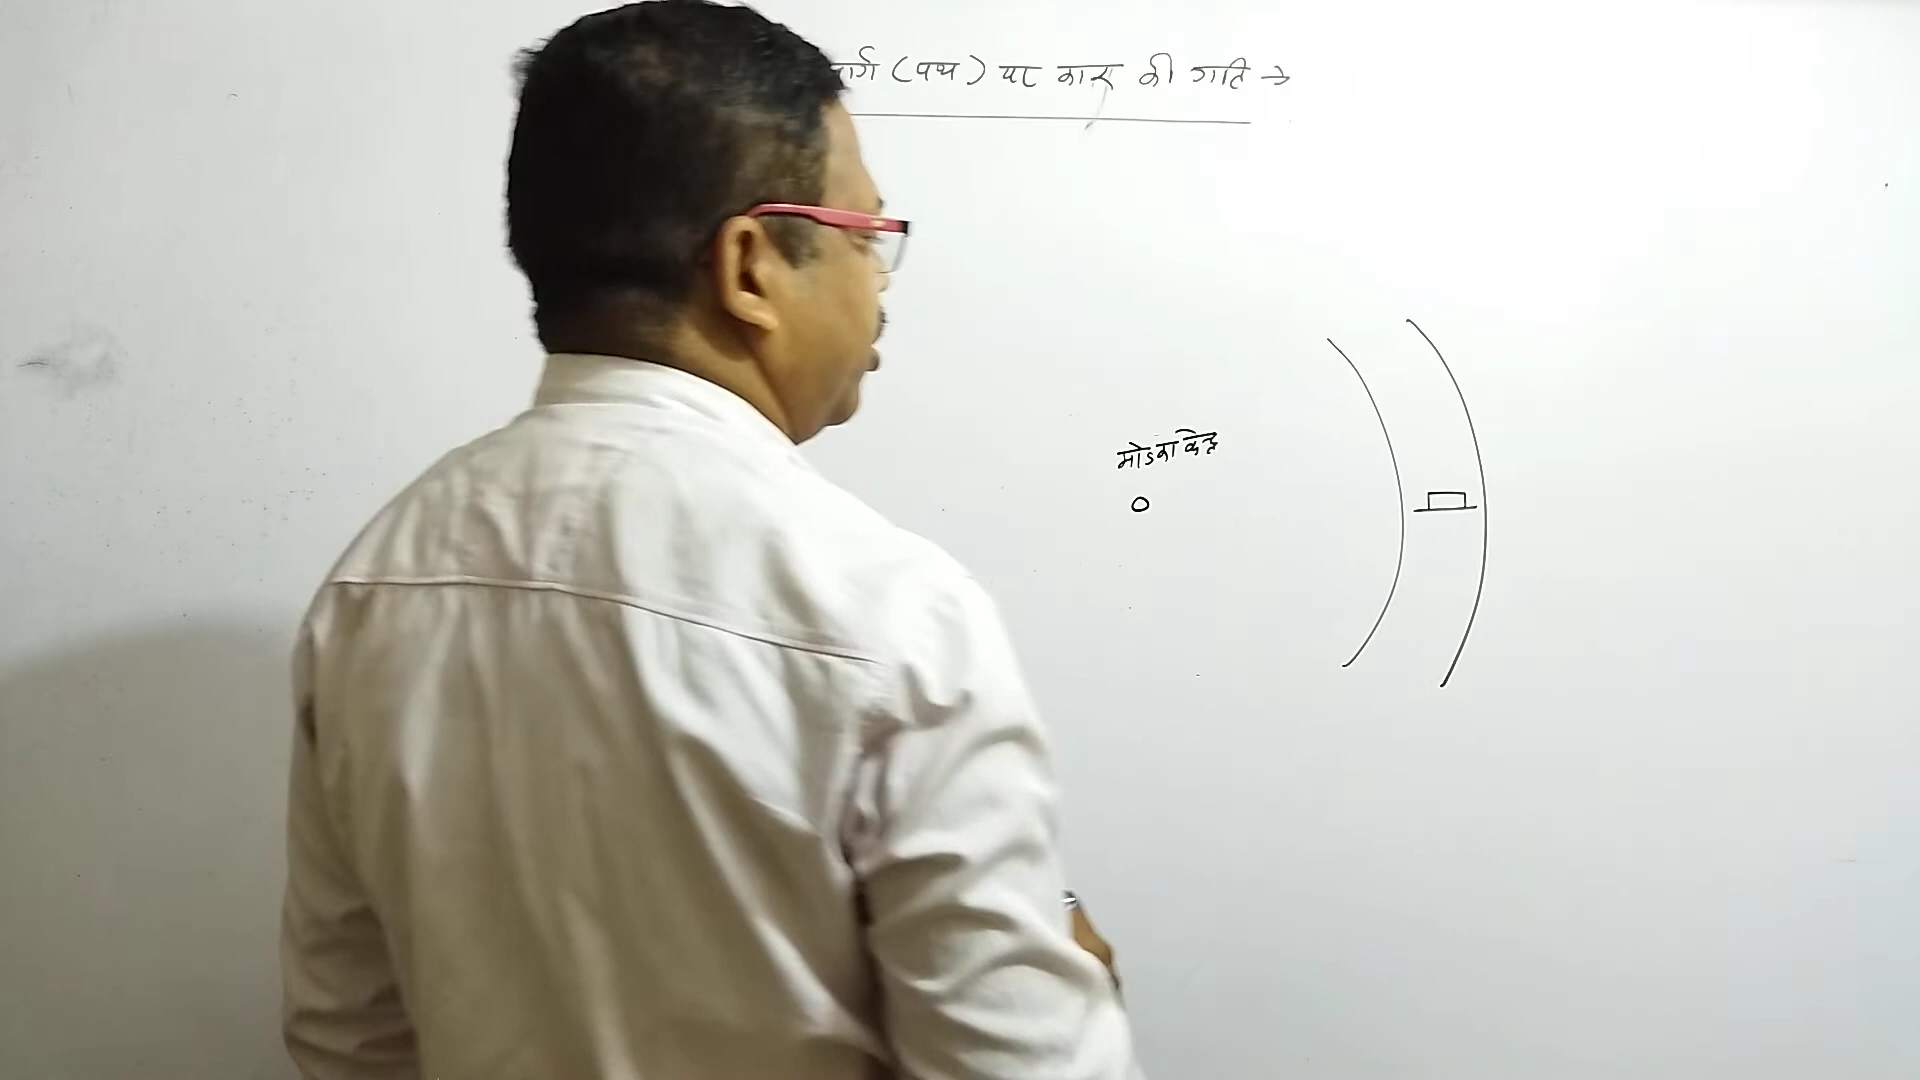 मार्ग (पथ) पर कार की गति →
मोड का केन्द्र
O